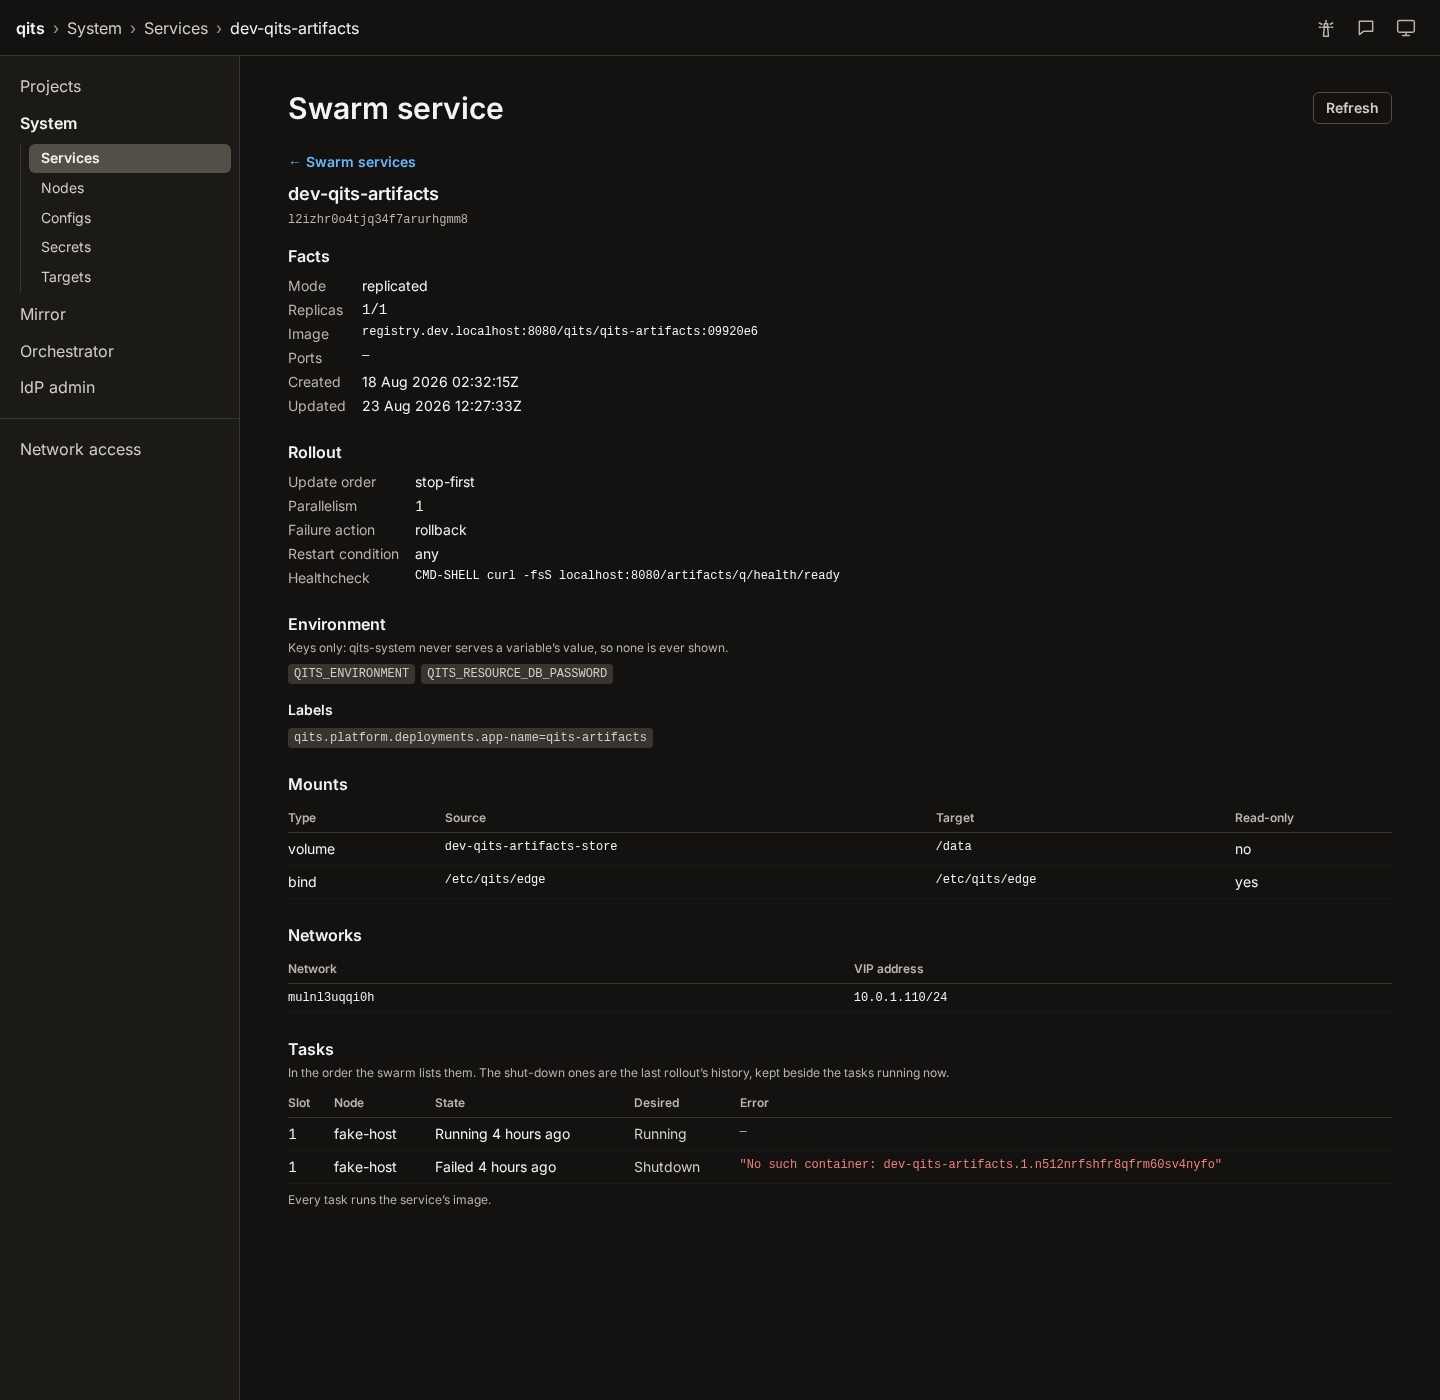 qits › System › Services › dev-qits-artifacts
Projects
System
Services
Nodes
Configs
Secrets
Targets
Mirror
Orchestrator
IdP admin
Network access
Swarm service
Refresh
← Swarm services
dev-qits-artifacts
l2izhr0o4tjq34f7arurhgmm8
Facts
Mode replicated
Replicas 1/1
Image registry.dev.localhost:8080/qits/qits-artifacts:09920e6
Ports –
Created 18 Aug 2026 02:32:15Z
Updated 23 Aug 2026 12:27:33Z
Rollout
Update order stop-first
Parallelism 1
Failure action rollback
Restart condition any
Healthcheck CMD-SHELL curl -fsS localhost:8080/artifacts/q/health/ready
Environment
Keys only: qits-system never serves a variable’s value, so none is ever shown.
QITS_ENVIRONMENT QITS_RESOURCE_DB_PASSWORD
Labels
qits.platform.deployments.app-name=qits-artifacts
Mounts
Type Source Target Read-only
volume dev-qits-artifacts-store /data no
bind /etc/qits/edge /etc/qits/edge yes
Networks
Network VIP address
mulnl3uqqi0h 10.0.1.110/24
Tasks
In the order the swarm lists them. The shut-down ones are the last rollout’s history, kept beside the tasks running now.
Slot Node State Desired Error
1 fake-host Running 4 hours ago Running –
1 fake-host Failed 4 hours ago Shutdown "No such container: dev-qits-artifacts.1.n512nrfshfr8qfrm60sv4nyfo"
Every task runs the service’s image.